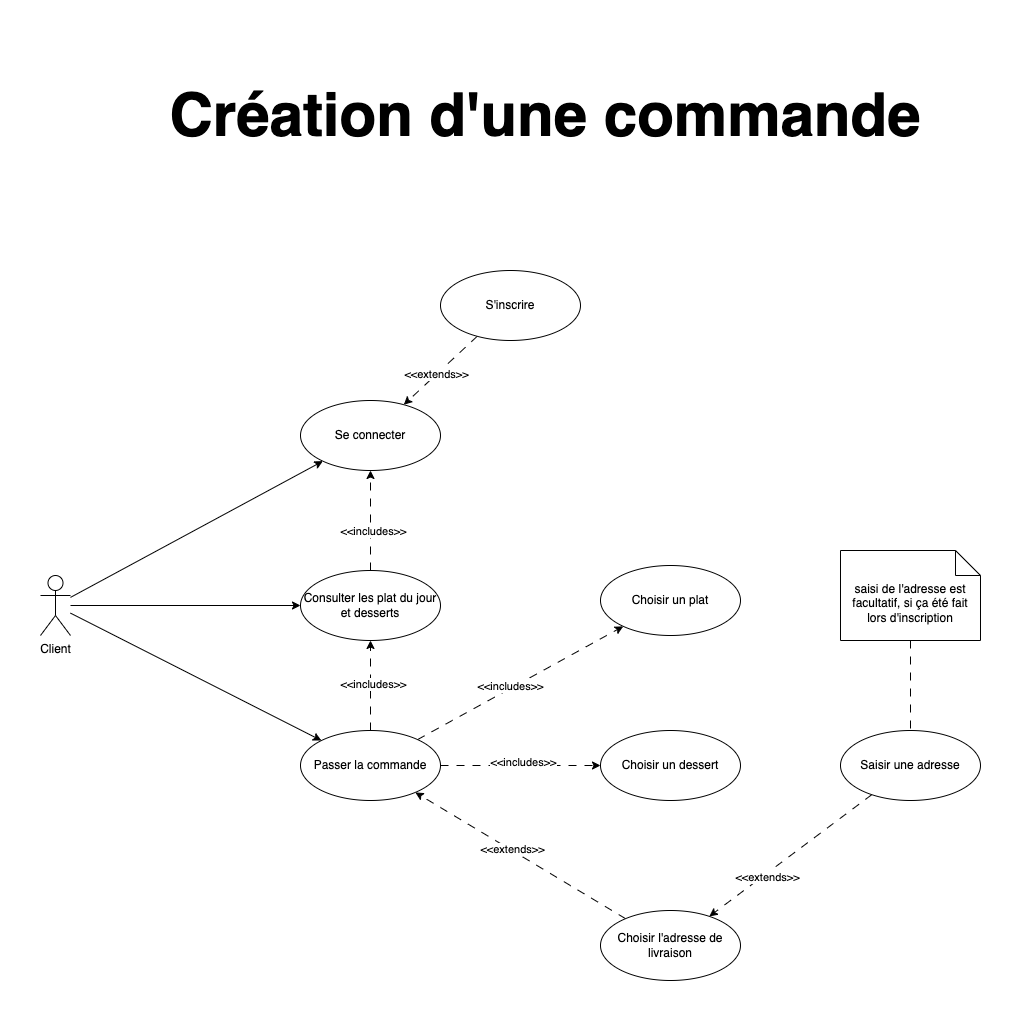 Création d'une commande
S'inscrire
<<extends>>
Se connecter
<<includes>>
Client
Consulter les plat du jour
et desserts
Choisir un plat
saisi de l'adresse est
facultatif, si ça été fait
lors d'inscription
<<includes>>
<<includes>>
Passer la commande
<<includes>>
Choisir un dessert
Saisir une adresse
<<extends>>
<<extends>>
Choisir l'adresse de
livraison